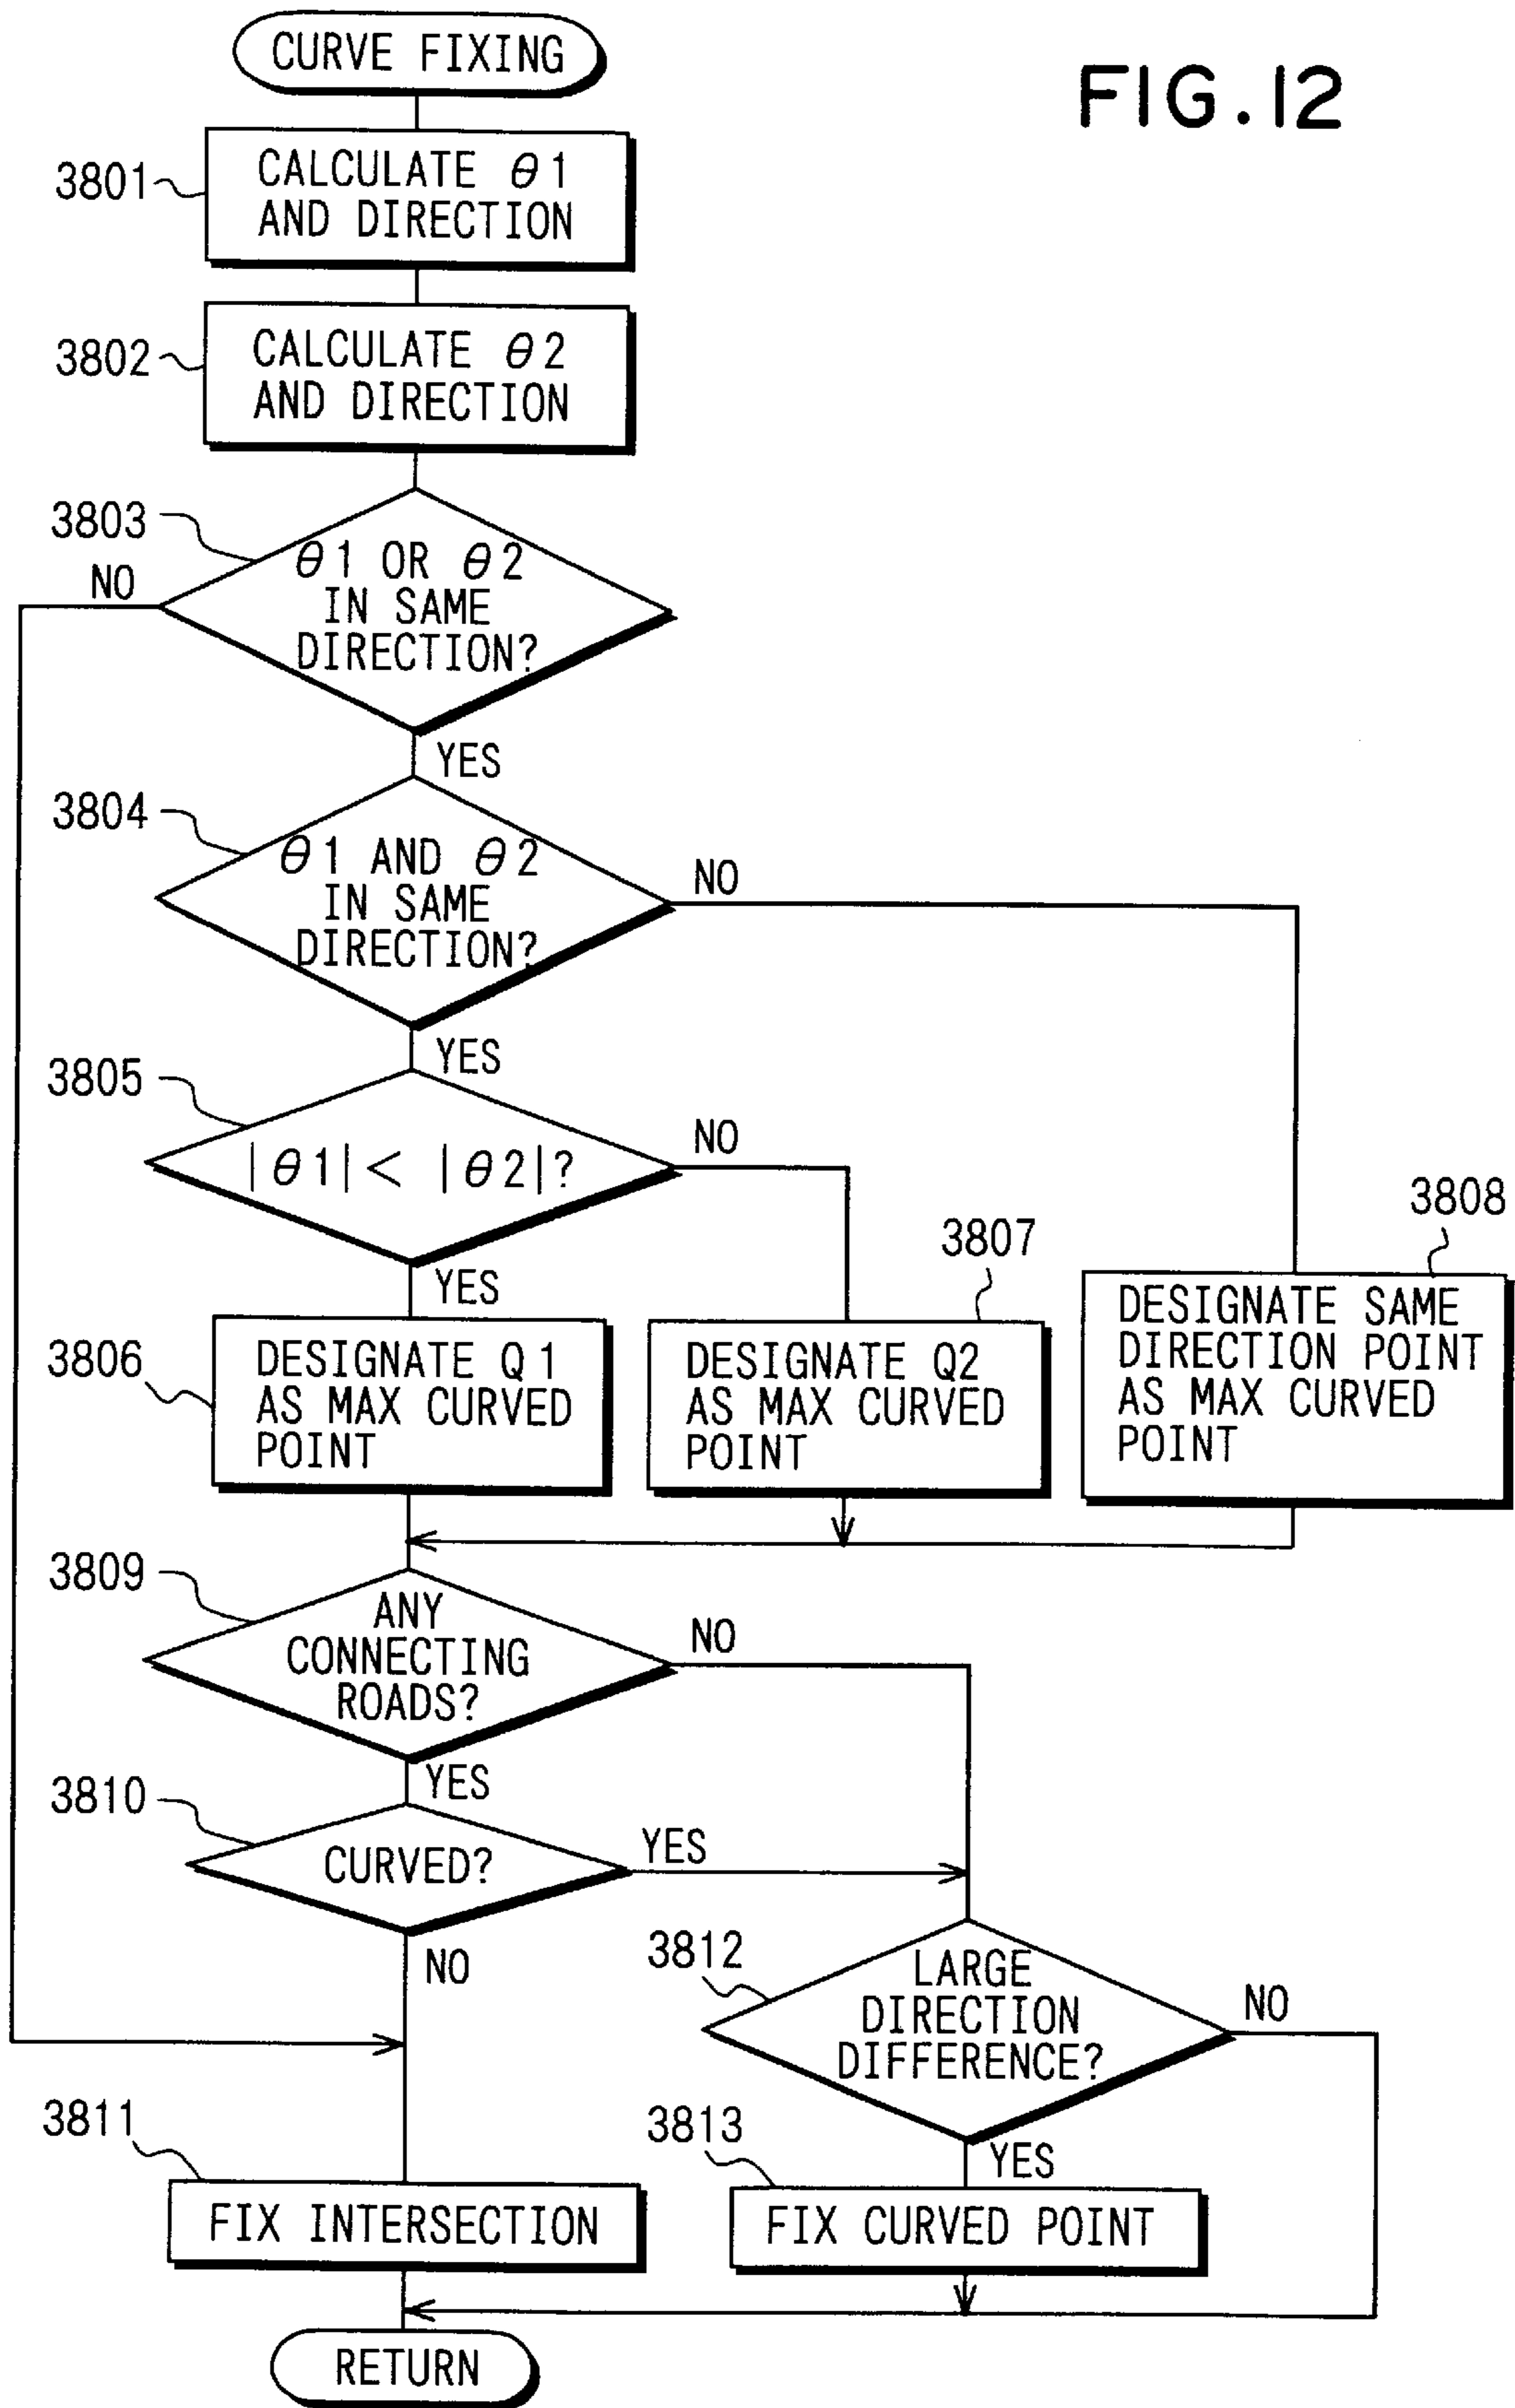 CURVE FIXING
FIG.12
3801
CALCULATE θ1
AND DIRECTION
3802
CALCULATE θ2
AND DIRECTION
3803
NO
θ1 OR θ2
IN SAME
DIRECTION?
YES
3804
θ1 AND θ2
IN SAME
DIRECTION?
NO
YES
3805
|θ1| < |θ2|?
NO
YES
3806
DESIGNATE Q1
AS MAX CURVED
POINT
3807
DESIGNATE Q2
AS MAX CURVED
POINT
3808
DESIGNATE SAME
DIRECTION POINT
AS MAX CURVED
POINT
3809
ANY
CONNECTING
ROADS?
NO
YES
3810
CURVED?
YES
NO
3812
LARGE
DIRECTION
DIFFERENCE?
NO
YES
3811
FIX INTERSECTION
3813
FIX CURVED POINT
RETURN